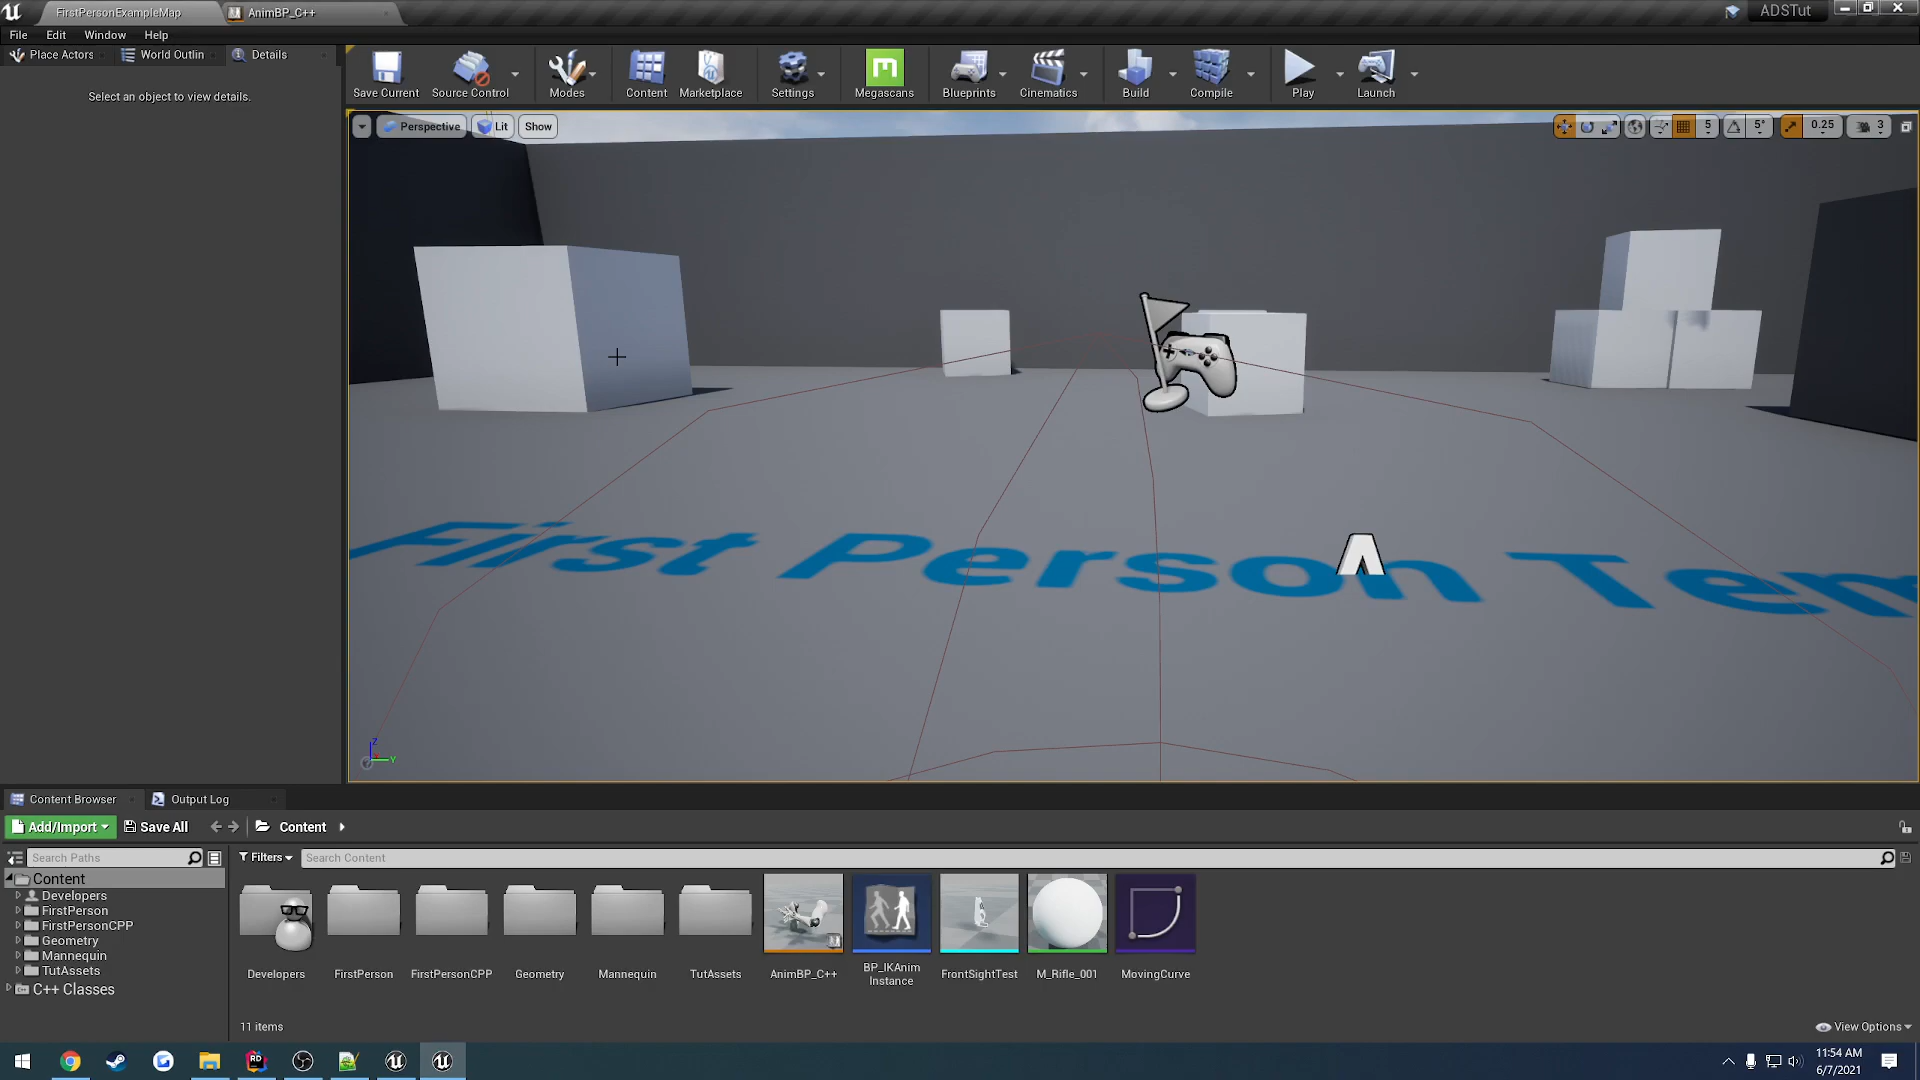 FirstPersonExampleMap
AnimBP_C++
ADSTut
File Edit Window Help
Place Actors World Outlin Details
Select an object to view details.
Save Current Source Control Modes Content Marketplace Settings Megascans Blueprints Cinematics Build Compile Play Launch
Perspective Lit Show
5 5° 0.25 3
First Person Tem
Z
Y
Content Browser Output Log
Add/Import Save All Content
Search Paths
Filters Search Content
Content
Developers
FirstPerson
FirstPersonCPP
Geometry
Mannequin
TutAssets
C++ Classes
Developers FirstPerson FirstPersonCPP Geometry Mannequin TutAssets AnimBP_C++ BP_IKAnim FrontSightTest M_Rifle_001 MovingCurve
Instance
11 items
View Options
11:54 AM
6/7/2021